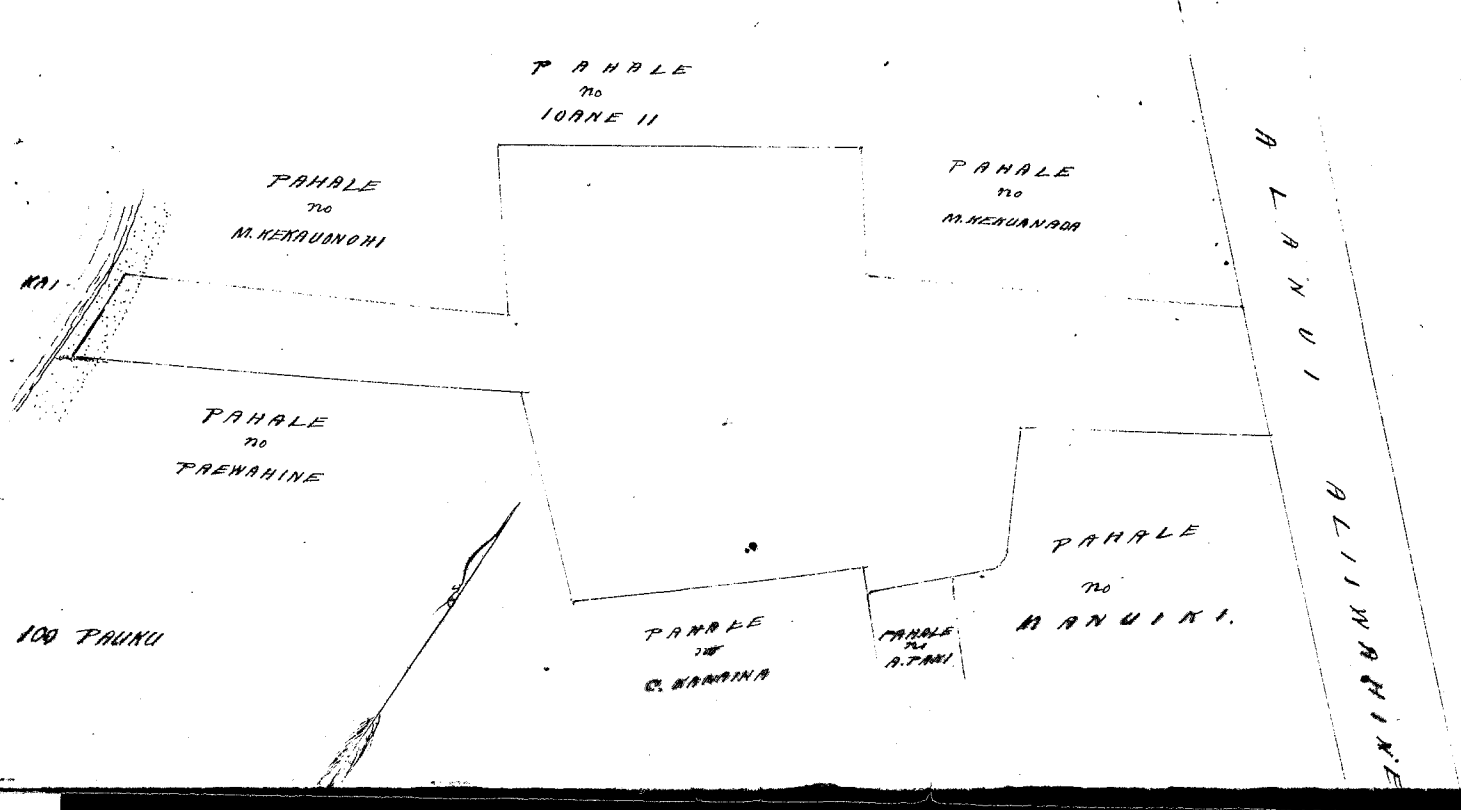 PAHALE
no
IOANE II
PAHALE
no
M. KEKAUONOHI
PAHALE
no
M. KEKUANAOA
ALANUI ALIIWAHINE
KAI
PAHALE
no
PAEWAHINE
PAHALE
no
NANUIKI.
100 PAUKU
PAHALE
no
C. KANAINA
PAHALE
no
A. PAKI